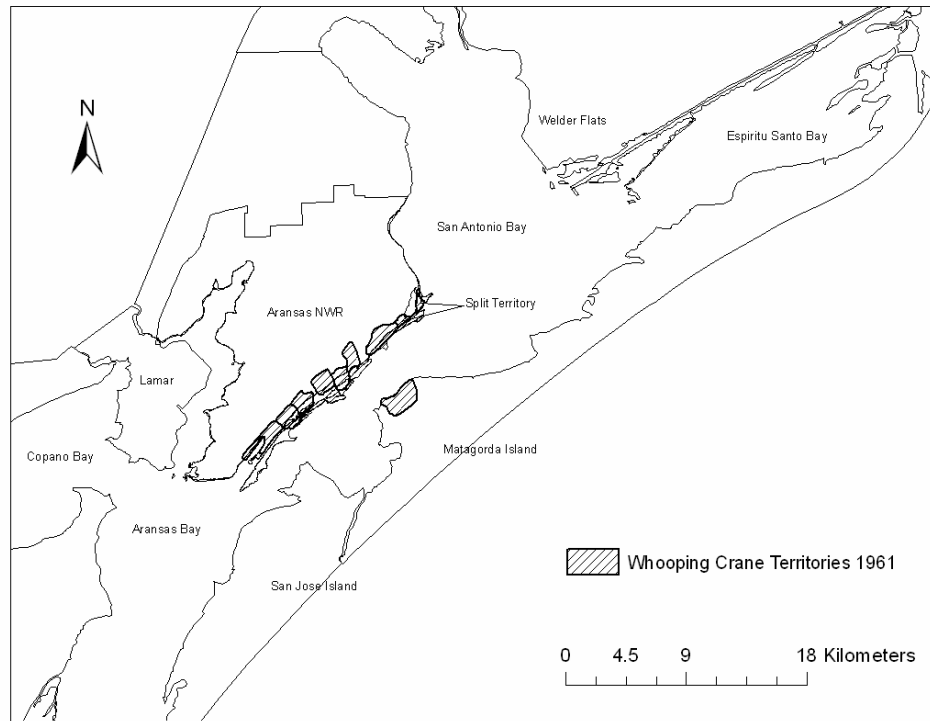 N
Welder Flats
Espiritu Santo Bay
San Antonio Bay
Split Territory
Aransas NWR
Lamar
Copano Bay
Matagorda Island
Aransas Bay
San Jose Island
Whooping Crane Territories 1961
0 4.5 9 18 Kilometers